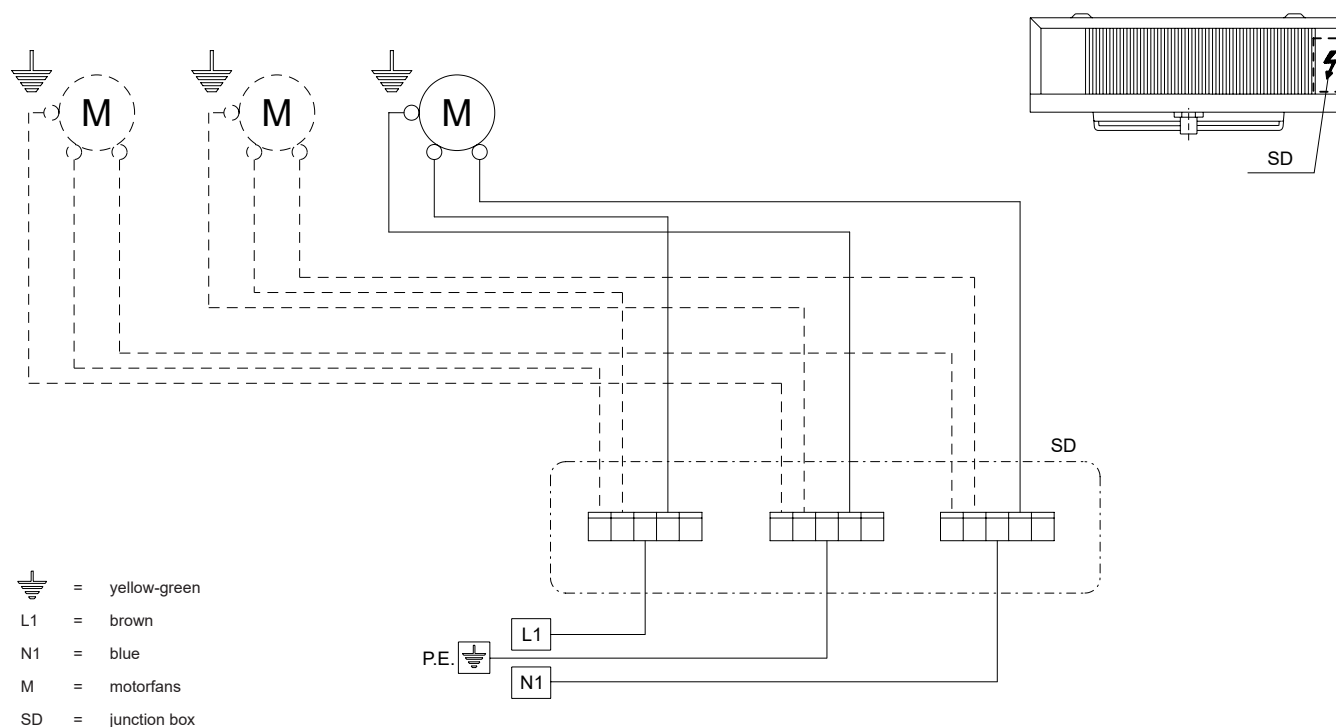 M
M
M
SD
SD
L1
P.E.
N1
= yellow-green
L1 = brown
N1 = blue
M = motorfans
SD = junction box